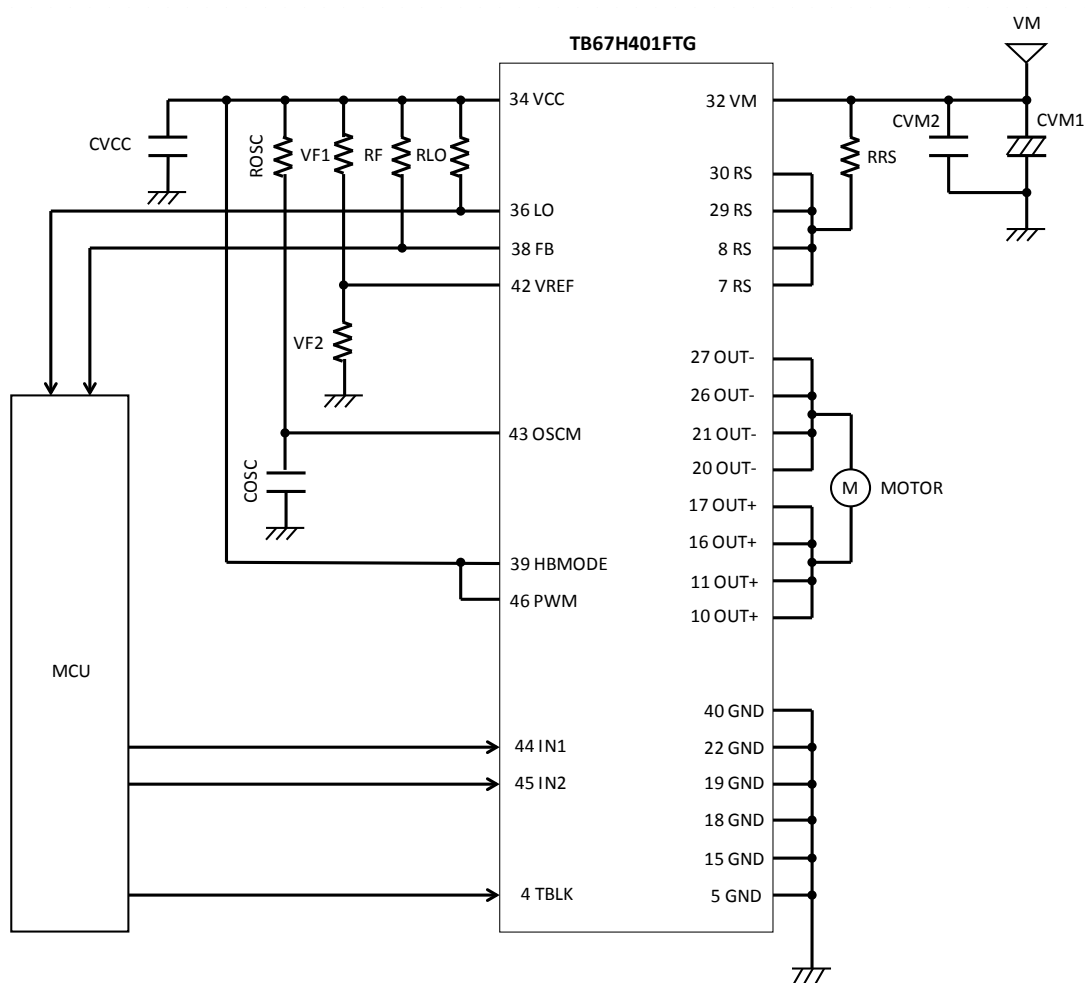 VM
TB67H401FTG
34 VCC
32 VM
CVCC
ROSC
VF1
RF
RLO
RRS
CVM2
CVM1
30 RS
36 LO
29 RS
38 FB
8 RS
42 VREF
7 RS
VF2
27 OUT-
26 OUT-
43 OSCM
21 OUT-
COSC
20 OUT-
M
MOTOR
17 OUT+
16 OUT+
39 HBMODE
11 OUT+
46 PWM
10 OUT+
MCU
40 GND
44 IN1
22 GND
45 IN2
19 GND
18 GND
15 GND
4 TBLK
5 GND